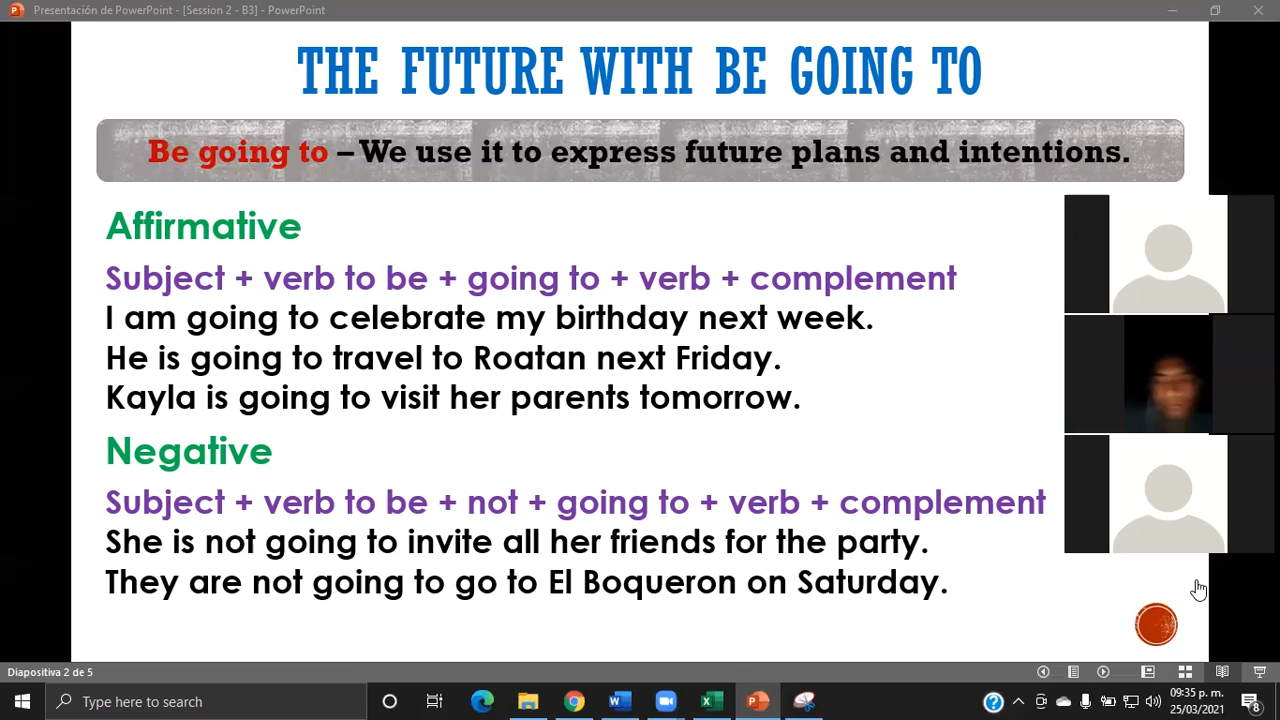 Presentación de PowerPoint - [Session 2 - B3] - PowerPoint
THE FUTURE WITH BE GOING TO
Be going to – We use it to express future plans and intentions.
Affirmative
Subject + verb to be + going to + verb + complement
I am going to celebrate my birthday next week.
He is going to travel to Roatan next Friday.
Kayla is going to visit her parents tomorrow.
Negative
Subject + verb to be + not + going to + verb + complement
She is not going to invite all her friends for the party.
They are not going to go to El Boqueron on Saturday.
Diapositiva 2 de 5
Type here to search
09:35 p. m.
25/03/2021
8